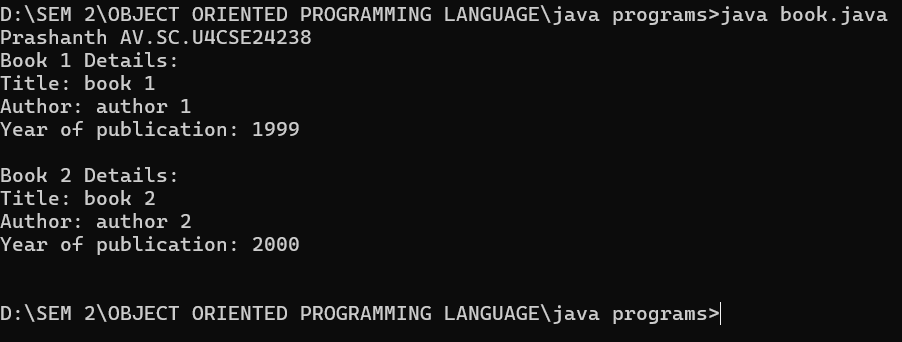 D:\SEM 2\OBJECT ORIENTED PROGRAMMING LANGUAGE\java programs>java book.java
Prashanth AV.SC.U4CSE24238
Book 1 Details:
Title: book 1
Author: author 1
Year of publication: 1999

Book 2 Details:
Title: book 2
Author: author 2
Year of publication: 2000

D:\SEM 2\OBJECT ORIENTED PROGRAMMING LANGUAGE\java programs>